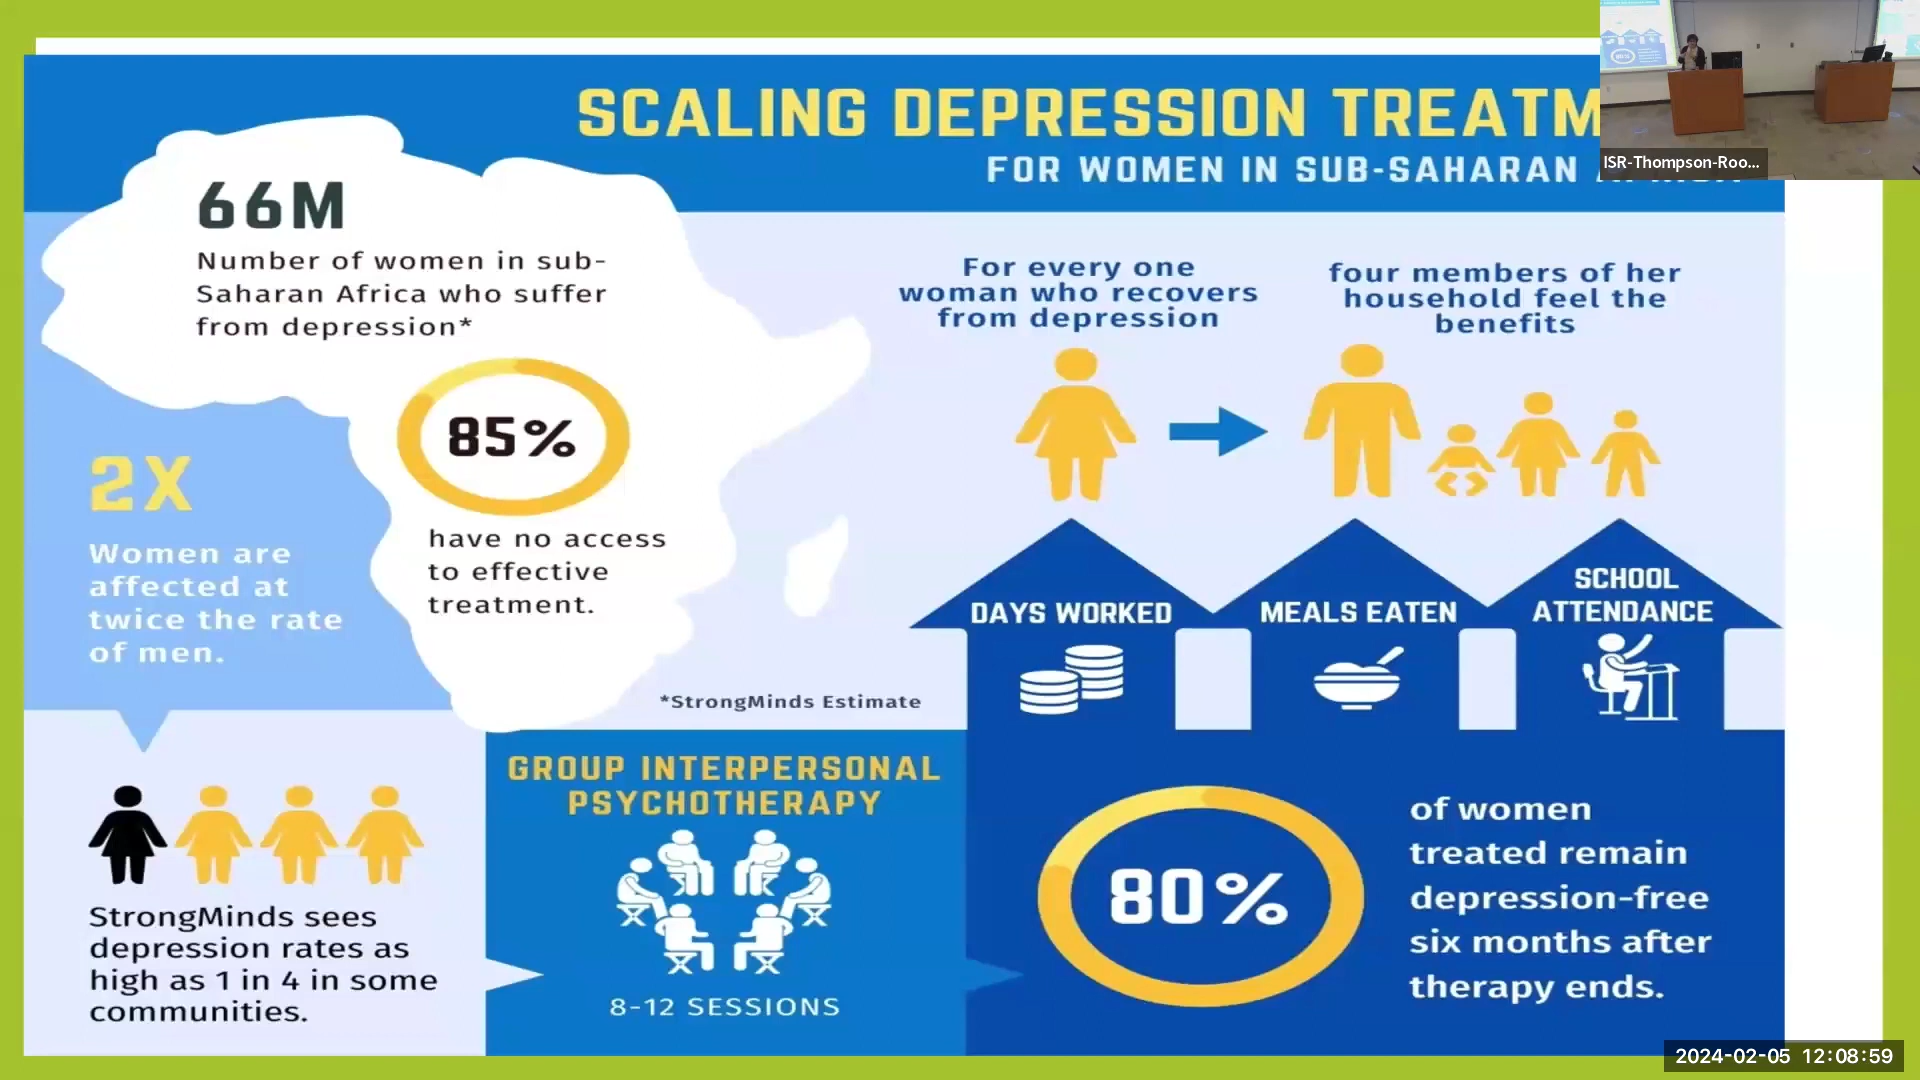 SCALING DEPRESSION TREATM
FOR WOMEN IN SUB-SAHARAN
ISR-Thompson-Roo...
66M
Number of women in sub-
Saharan Africa who suffer
from depression*
85%
have no access
to effective
treatment.
2X
Women are
affected at
twice the rate
of men.
*StrongMinds Estimate
StrongMinds sees
depression rates as
high as 1 in 4 in some
communities.
GROUP INTERPERSONAL
PSYCHOTHERAPY
8-12 SESSIONS
For every one
woman who recovers
from depression
four members of her
household feel the
benefits
DAYS WORKED
MEALS EATEN
SCHOOL
ATTENDANCE
80%
of women
treated remain
depression-free
six months after
therapy ends.
2024-02-05 12:08:59